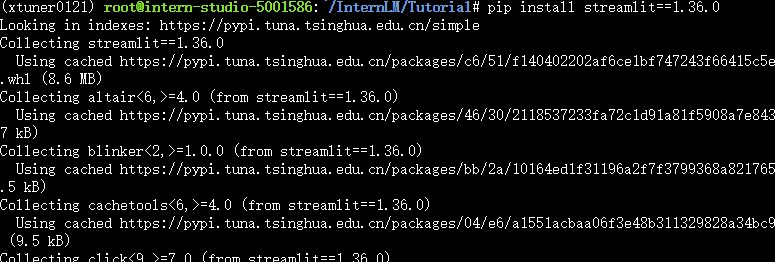 (xtuner0121) root@intern-studio-5001586:~/InternLM/Tutorial# pip install streamlit==1.36.0
Looking in indexes: https://pypi.tuna.tsinghua.edu.cn/simple
Collecting streamlit==1.36.0
Using cached https://pypi.tuna.tsinghua.edu.cn/packages/c6/51/f140402202af6ce1bf747243f66415c5e
.whl (8.6 MB)
Collecting altair<6,>=4.0 (from streamlit==1.36.0)
Using cached https://pypi.tuna.tsinghua.edu.cn/packages/46/30/2118537233fa72c1d91a81f5908a7e843
7 kB)
Collecting blinker<2,>=1.0.0 (from streamlit==1.36.0)
Using cached https://pypi.tuna.tsinghua.edu.cn/packages/bb/2a/10164ed1f31196a2f7f3799368a821765
.5 kB)
Collecting cachetools<6,>=4.0 (from streamlit==1.36.0)
Using cached https://pypi.tuna.tsinghua.edu.cn/packages/04/e6/a1551acbaa06f3e48b311329828a34bc9
(9.5 kB)
Collecting click<9,>=7.0 (from streamlit==1.36.0)